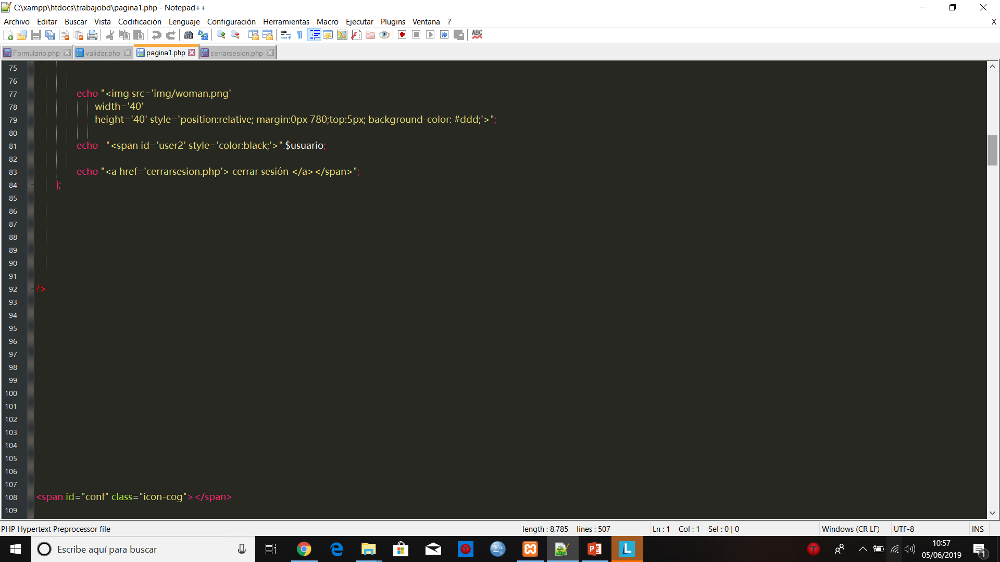 C:\xampp\htdocs\trabajobd\pagina1.php - Notepad++
Archivo Editar Buscar Vista Codificación Lenguaje Configuración Herramientas Macro Ejecutar Plugins Ventana ? X
ABC
Formulario.php validar.php pagina1.php cerrarsesion.php
75
76
77 echo "<img src='img/woman.png'
78 width='40'
79 height='40' style='position:relative; margin:0px 780;top:5px; background-color: #ddd;'>";
80
81 echo "<span id='user2' style='color:black;'>".$usuario;
82
83 echo "<a href='cerrarsesion.php'> cerrar sesión </a></span>";
84 };
85
86
87
88
89
90
91
92 ?>
93
94
95
96
97
98
99
100
101
102
103
104
105
106
107
108 <span id="conf" class="icon-cog"></span>
109
PHP Hypertext Preprocessor file length : 8.785 lines : 507 Ln : 1 Col : 1 Sel : 0 | 0 Windows (CR LF) UTF-8 INS
Escribe aquí para buscar
10:57
05/06/2019
1